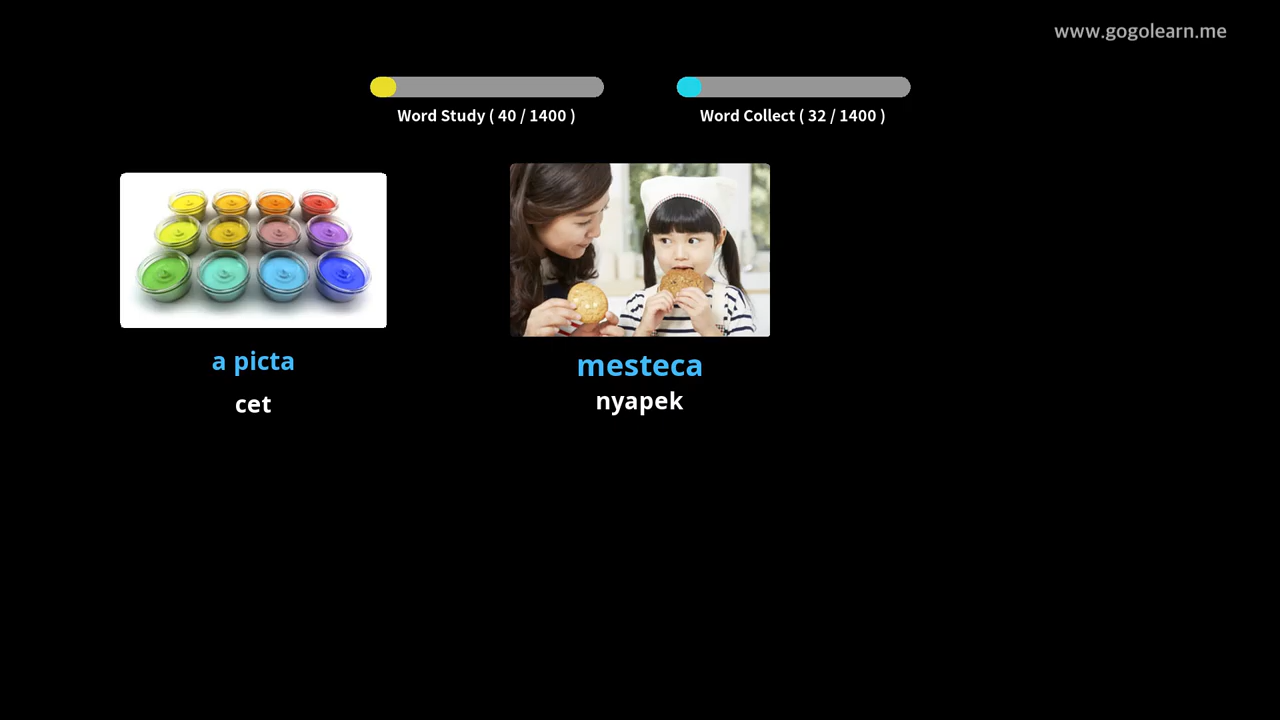 www.gogolearn.me
Word Study ( 40 / 1400 )
Word Collect ( 32 / 1400 )
a picta
cet
mesteca
nyapek